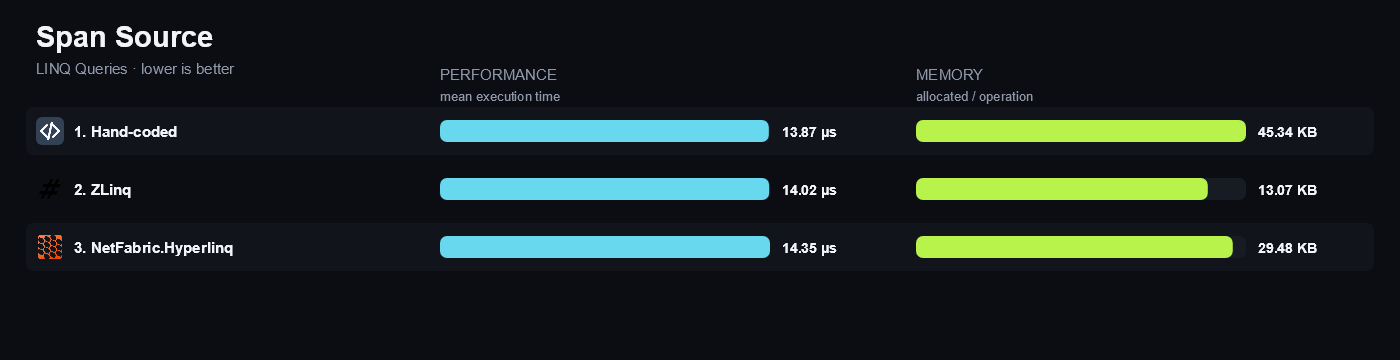 Span Source
LINQ Queries · lower is better
PERFORMANCE
mean execution time
MEMORY
allocated / operation
1. Hand-coded 13.87 µs 45.34 KB
2. ZLinq 14.02 µs 13.07 KB
3. NetFabric.Hyperlinq 14.35 µs 29.48 KB